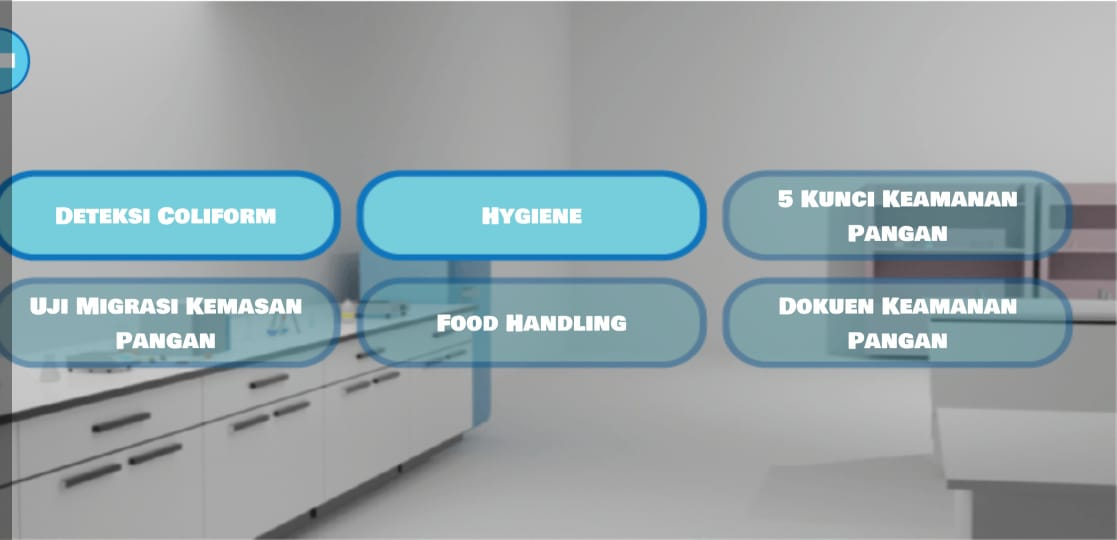 Deteksi Coliform
Hygiene
5 Kunci Keamanan
Pangan
Uji Migrasi Kemasan
Pangan
Food Handling
Dokuen Keamanan
Pangan